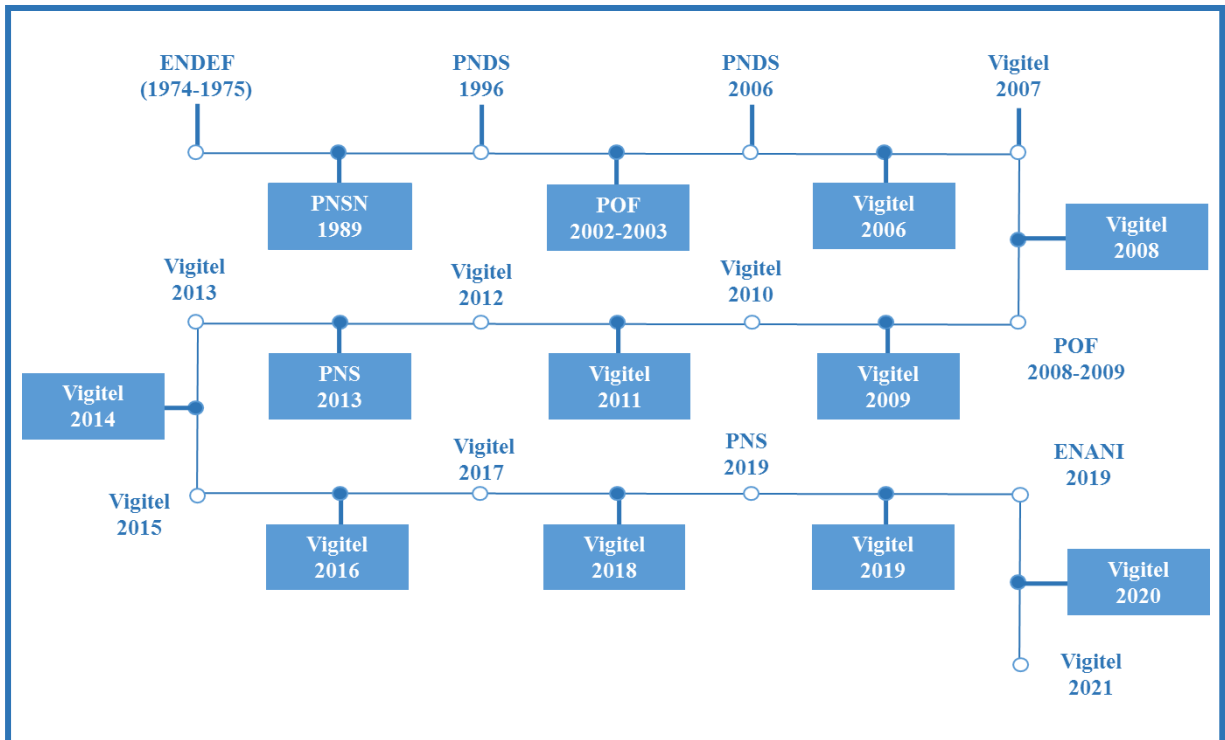 ENDEF
(1974-1975)
PNDS
1996
PNDS
2006
Vigitel
2007
PNSN
1989
POF
2002-2003
Vigitel
2006
Vigitel
2008
Vigitel
2013
Vigitel
2012
Vigitel
2010
POF
2008-2009
PNS
2013
Vigitel
2011
Vigitel
2009
Vigitel
2014
Vigitel
2015
Vigitel
2017
PNS
2019
ENANI
2019
Vigitel
2016
Vigitel
2018
Vigitel
2019
Vigitel
2020
Vigitel
2021